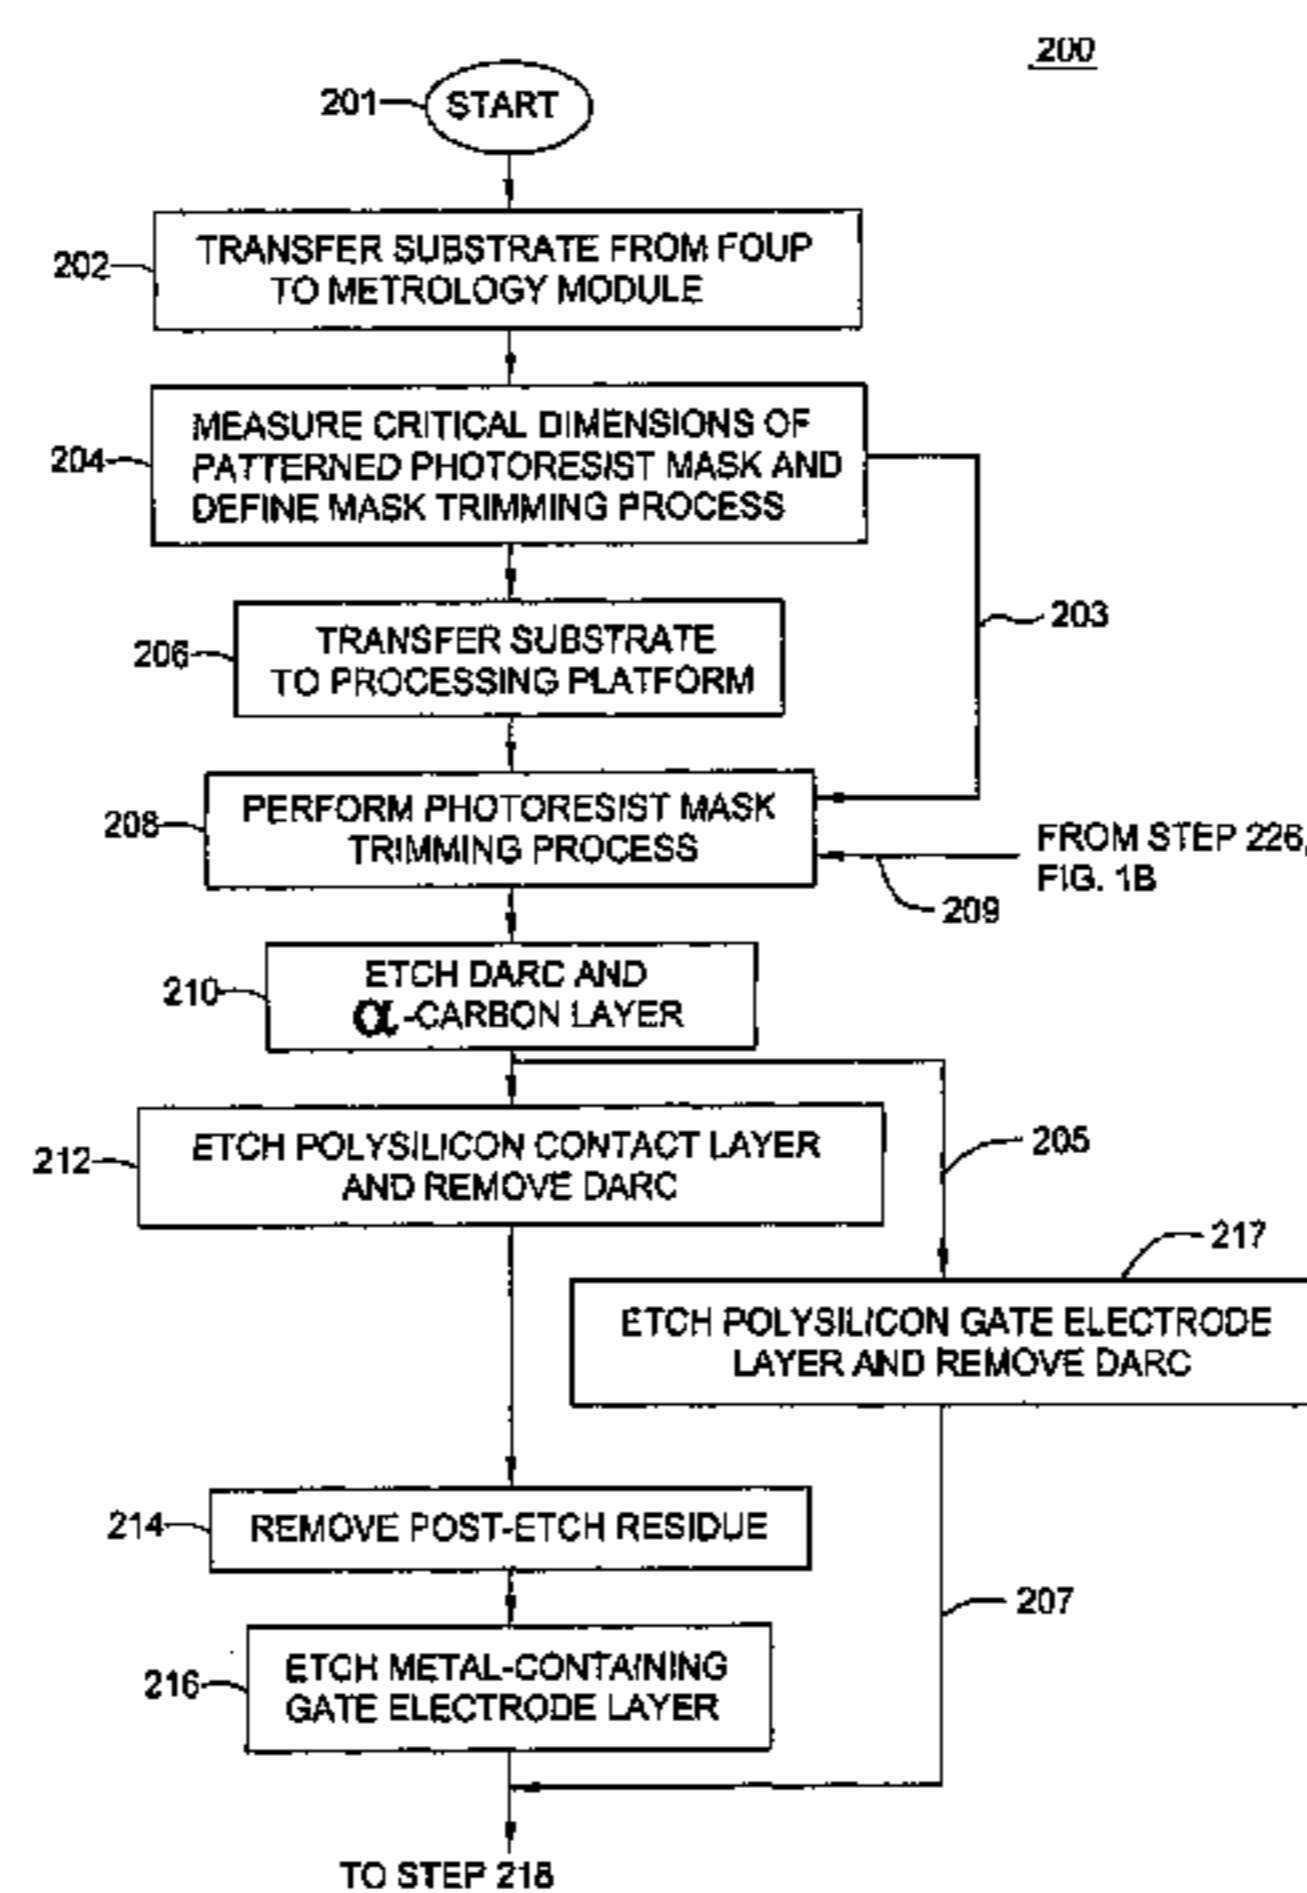 200
201
START
202
TRANSFER SUBSTRATE FROM FOUP
TO METROLOGY MODULE
204
MEASURE CRITICAL DIMENSIONS OF
PATTERNED PHOTORESIST MASK AND
DEFINE MASK TRIMMING PROCESS
203
206
TRANSFER SUBSTRATE
TO PROCESSING PLATFORM
208
PERFORM PHOTORESIST MASK
TRIMMING PROCESS
FROM STEP 226,
FIG. 1B
209
210
ETCH DARC AND
α-CARBON LAYER
212
ETCH POLYSILICON CONTACT LAYER
AND REMOVE DARC
205
217
ETCH POLYSILICON GATE ELECTRODE
LAYER AND REMOVE DARC
214
REMOVE POST-ETCH RESIDUE
207
216
ETCH METAL-CONTAINING
GATE ELECTRODE LAYER
TO STEP 218